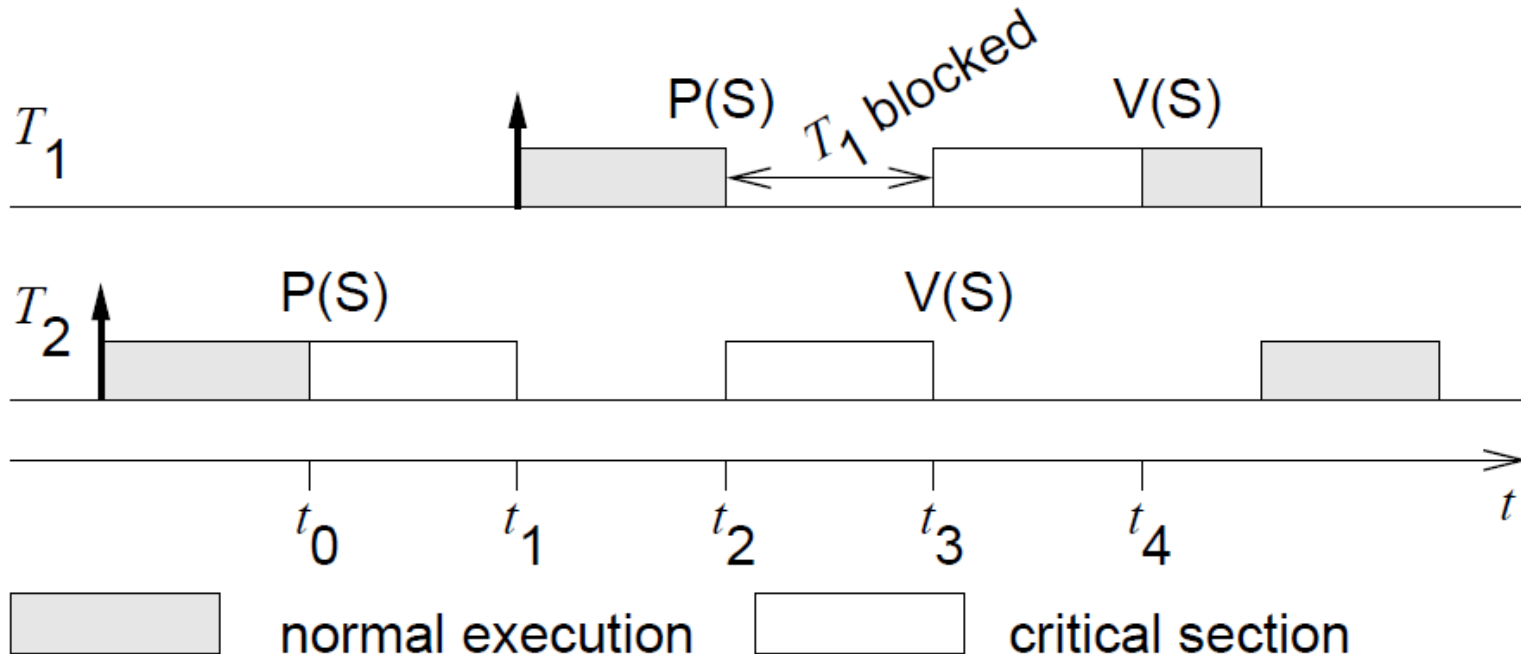 T1 P(S) T1 blocked V(S)
T2 P(S) V(S)
t0 t1 t2 t3 t4 t
normal execution critical section